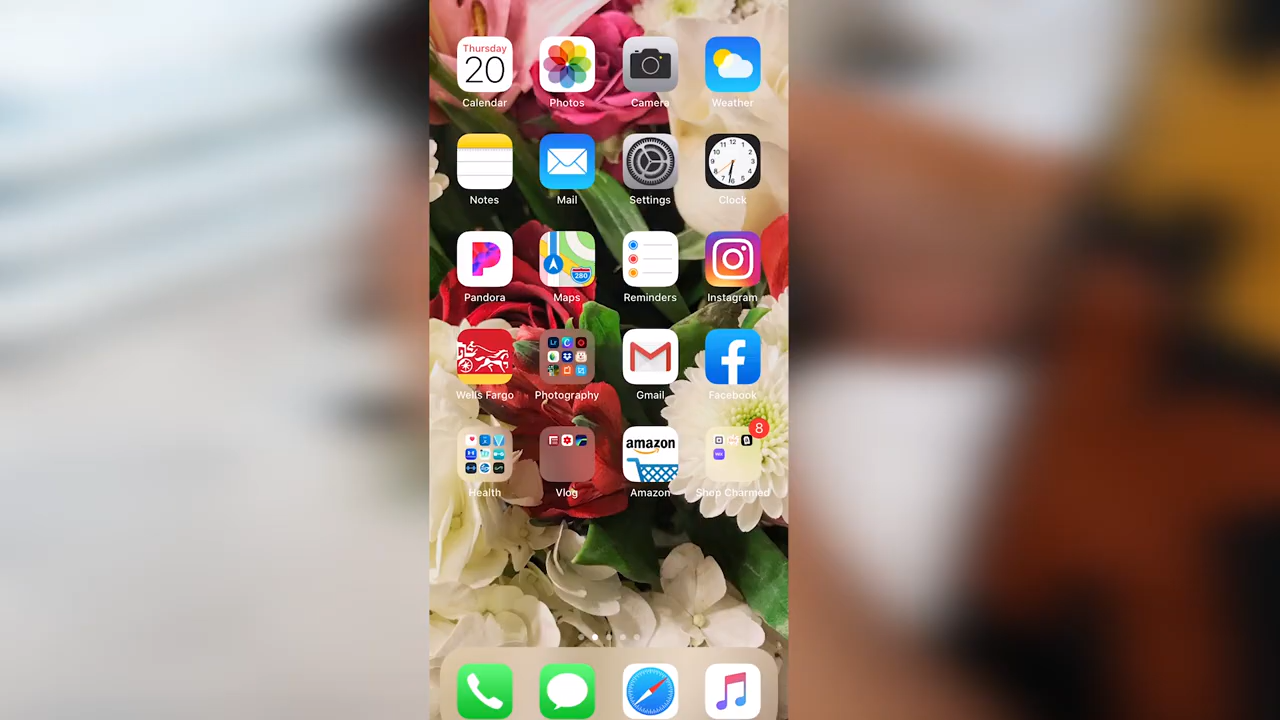 Thursday
20
Calendar
Photos
Camera
Weather
Notes
Mail
Settings
Clock
Pandora
280
Maps
Reminders
Instagram
Wells Fargo
Photography
Gmail
Facebook
8
Health
Vlog
amazon
Amazon
Shop Charmed